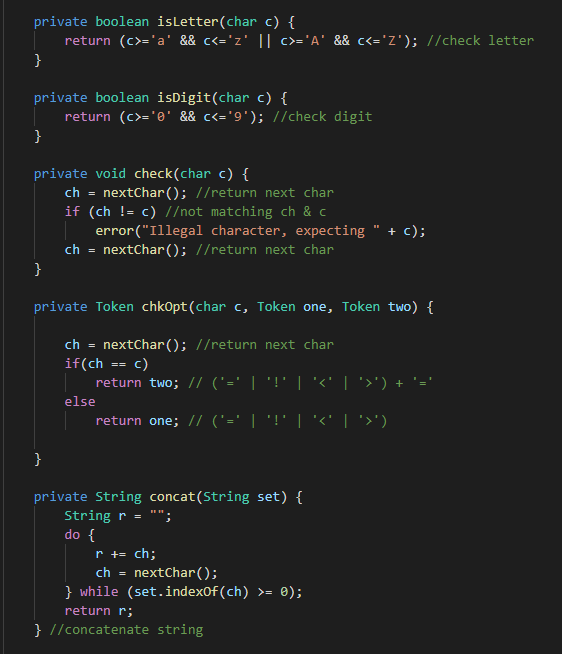 private boolean isLetter(char c) {
return (c>='a' && c<='z' || c>='A' && c<='Z'); //check letter
}
private boolean isDigit(char c) {
return (c>='0' && c<='9'); //check digit
}
private void check(char c) {
ch = nextChar(); //return next char
if (ch != c) //not matching ch & c
error("Illegal character, expecting " + c);
ch = nextChar(); //return next char
}
private Token chkOpt(char c, Token one, Token two) {
ch = nextChar(); //return next char
if(ch == c)
return two; // ('=' | '!' | '<' | '>') + '='
else
return one; // ('=' | '!' | '<' | '>')
}
private String concat(String set) {
String r = "";
do {
r += ch;
ch = nextChar();
} while (set.indexOf(ch) >= 0);
return r;
} //concatenate string